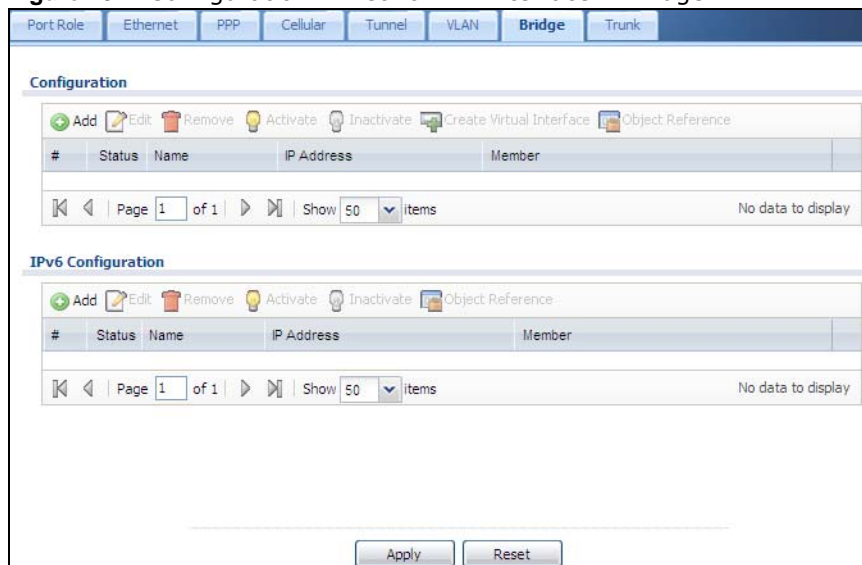 Port Role Ethernet PPP Cellular Tunnel VLAN Bridge Trunk
Configuration
Add Edit Remove Activate Inactivate Create Virtual Interface Object Reference
# Status Name IP Address Member
Page 1 of 1 Show 50 items No data to display
IPv6 Configuration
Add Edit Remove Activate Inactivate Object Reference
# Status Name IP Address Member
Page 1 of 1 Show 50 items No data to display
Apply Reset